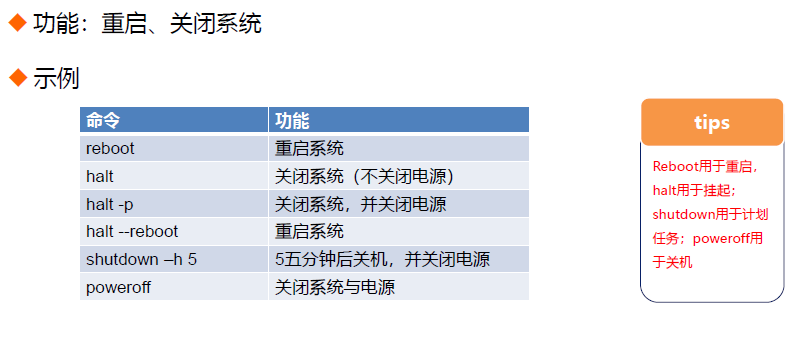 功能：重启、关闭系统
示例
命令 功能
reboot 重启系统
halt 关闭系统（不关闭电源）
halt -p 关闭系统，并关闭电源
halt --reboot 重启系统
shutdown –h 5 5五分钟后关机，并关闭电源
poweroff 关闭系统与电源
tips
Reboot用于重启，
halt用于挂起；
shutdown用于计划
任务；poweroff用
于关机